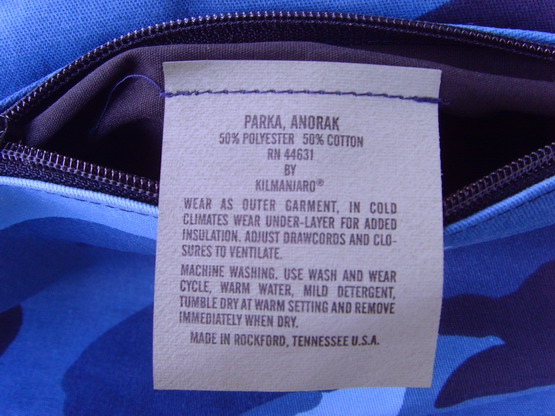 PARKA, ANORAK
50% POLYESTER 50% COTTON
RN 44631
BY
KILMANJARO®
WEAR AS OUTER GARMENT, IN COLD
CLIMATES WEAR UNDER-LAYER FOR ADDED
INSULATION. ADJUST DRAWCORDS AND CLO-
SURES TO VENTILATE.
MACHINE WASHING. USE WASH AND WEAR
CYCLE, WARM WATER, MILD DETERGENT,
TUMBLE DRY AT WARM SETTING AND REMOVE
IMMEDIATELY WHEN DRY.
MADE IN ROCKFORD, TENNESSEE U.S.A.